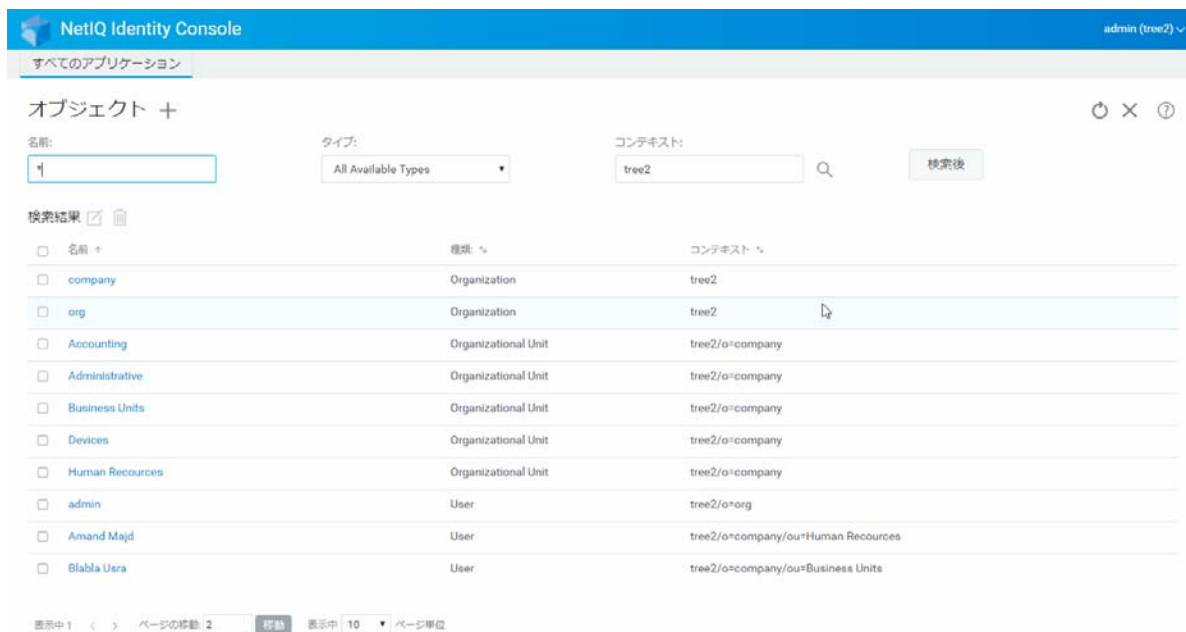 NetIQ Identity Console admin (tree2)
すべてのアプリケーション
オブジェクト +
名前: タイプ: コンテキスト:
* All Available Types tree2 検索後
検索結果
名前 種類: コンテキスト
company Organization tree2
org Organization tree2
Accounting Organizational Unit tree2/o=company
Administrative Organizational Unit tree2/o=company
Business Units Organizational Unit tree2/o=company
Devices Organizational Unit tree2/o=company
Human Recources Organizational Unit tree2/o=company
admin User tree2/o=org
Amand Majd User tree2/o=company/ou=Human Recources
Blabla Usra User tree2/o=company/ou=Business Units
表示中 1 < > ページの移動: 2 移動 表示中 10 ページ単位